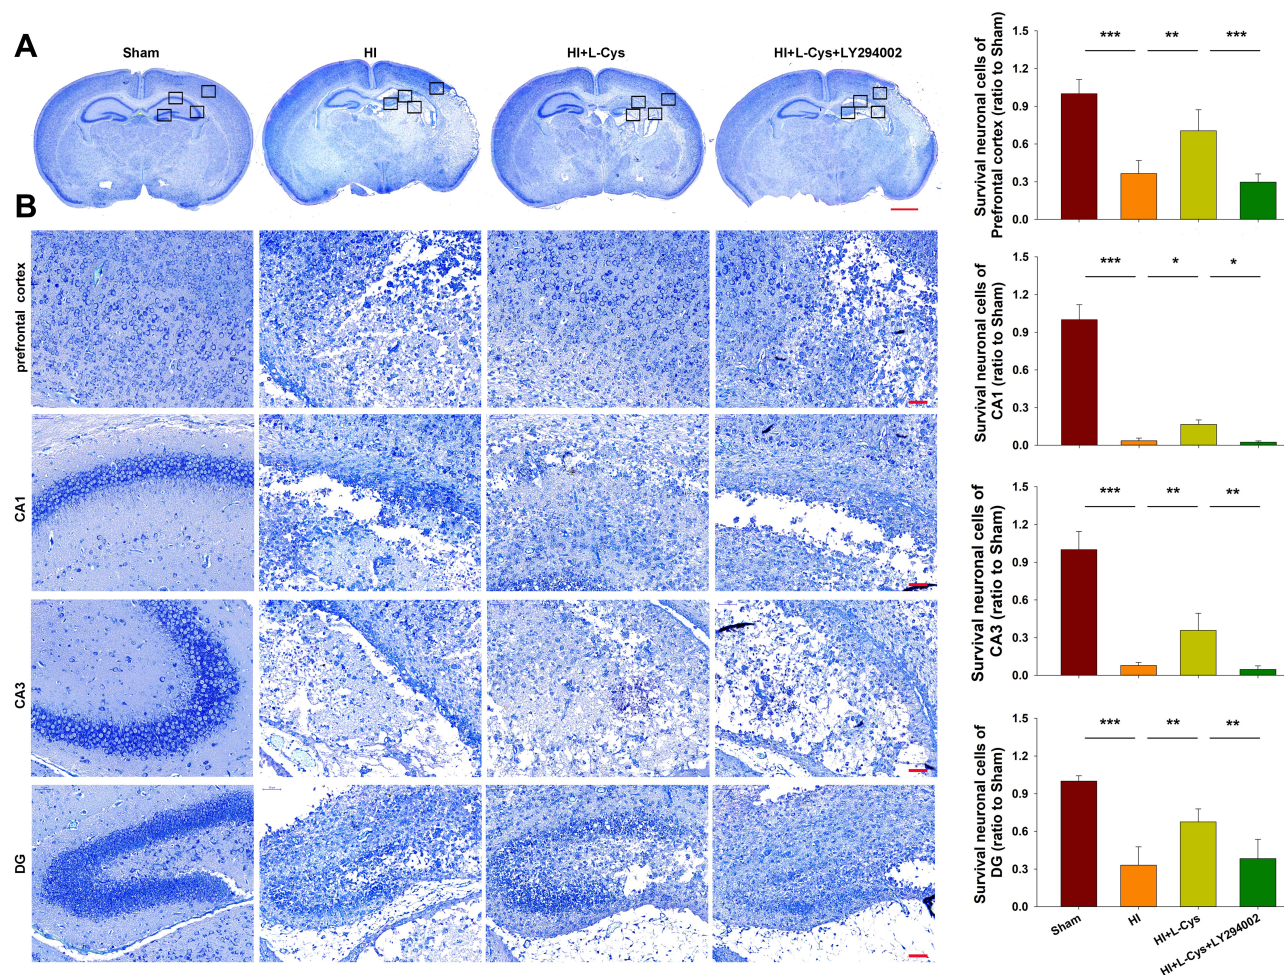 A
Sham
HI
HI+L-Cys
HI+L-Cys+LY294002
B
prefrontal cortex
CA1
CA3
DG
Survival neuronal cells of
Prefrontal cortex (ratio to Sham)
1.5
1.2
0.9
0.6
0.3
0.0
***
**
***
Survival neuronal cells of
CA1 (ratio to Sham)
1.5
1.2
0.9
0.6
0.3
0.0
***
*
*
Survival neuronal cells of
CA3 (ratio to Sham)
1.5
1.2
0.9
0.6
0.3
0.0
***
**
**
Survival neuronal cells of
DG (ratio to Sham)
1.5
1.2
0.9
0.6
0.3
0.0
***
**
**
Sham
HI
HI+L-Cys
HI+L-Cys+LY294002